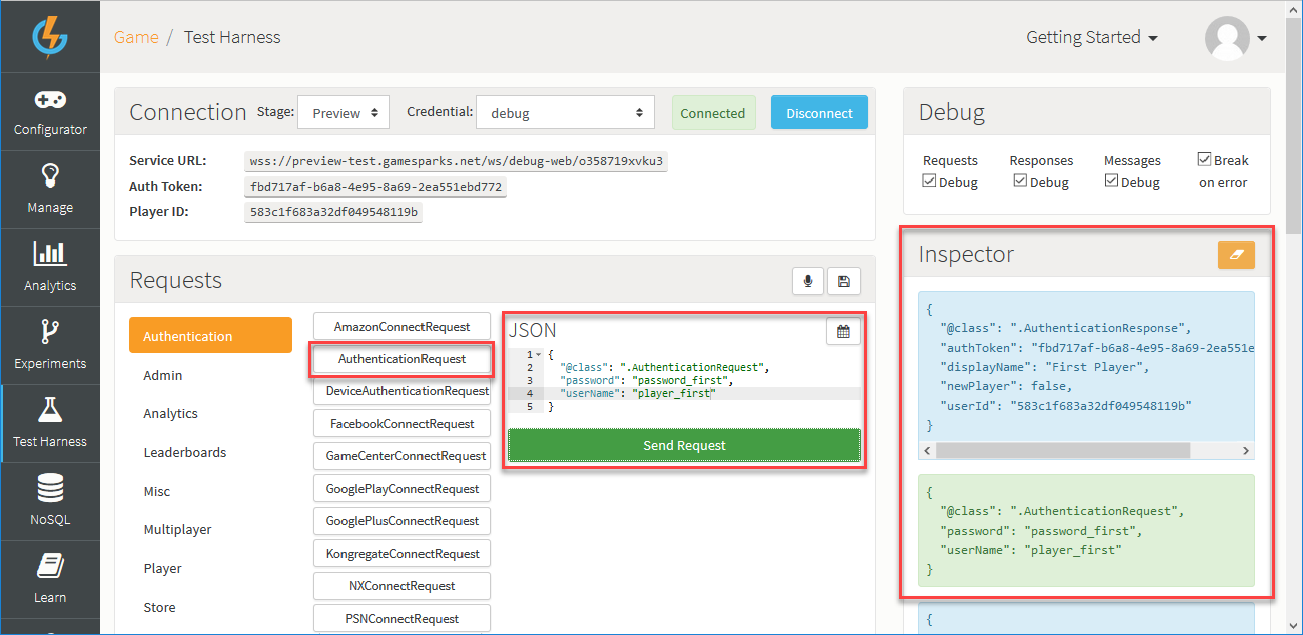 Game / Test Harness
Getting Started
Configurator
Manage
Analytics
Experiments
Test Harness
NoSQL
Learn
Connection Stage: Preview Credential: debug Connected Disconnect
Service URL: wss://preview-test.gamesparks.net/ws/debug-web/o358719xvku3
Auth Token: fbd717af-b6a8-4e95-8a69-2ea551ebd772
Player ID: 583c1f683a32df049548119b
Requests
Authentication
Admin
Analytics
Leaderboards
Misc
Multiplayer
Player
Store
AmazonConnectRequest
AuthenticationRequest
DeviceAuthenticationRequest
FacebookConnectRequest
GameCenterConnectRequest
GooglePlayConnectRequest
GooglePlusConnectRequest
KongregateConnectRequest
NXConnectRequest
PSNConnectRequest
JSON
1 {
2 "@class": ".AuthenticationRequest",
3 "password": "password_first",
4 "userName": "player_first"
5 }
Send Request
Debug
Requests Responses Messages Break
Debug Debug Debug on error
Inspector
{
"@class": ".AuthenticationResponse",
"authToken": "fbd717af-b6a8-4e95-8a69-2ea551e
"displayName": "First Player",
"newPlayer": false,
"userId": "583c1f683a32df049548119b"
}
{
"@class": ".AuthenticationRequest",
"password": "password_first",
"userName": "player_first"
}
{